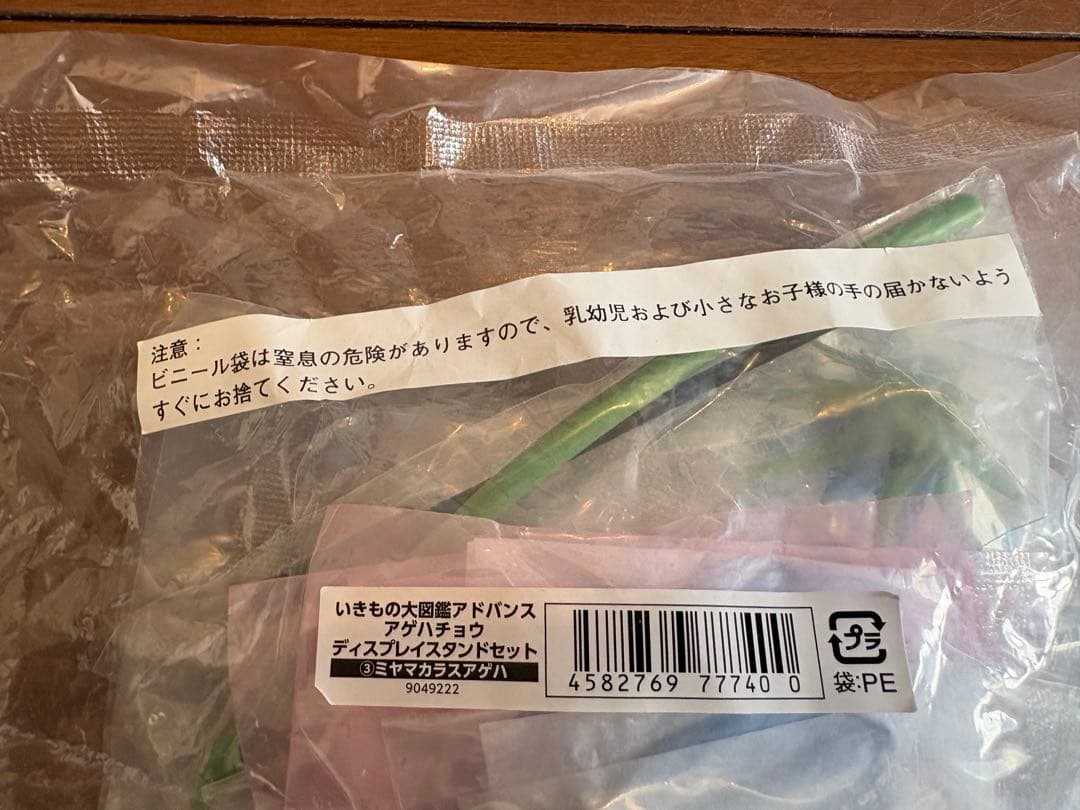 注意：
ビニール袋は窒息の危険がありますので、乳幼児および小さなお子様の手の届かないよう
すぐにお捨てください。
いきもの大図鑑アドバンス
アゲハチョウ
ディスプレイスタンドセット
③ミヤマカラスアゲハ
9049222
4582769 77740 0
プラ
袋:PE